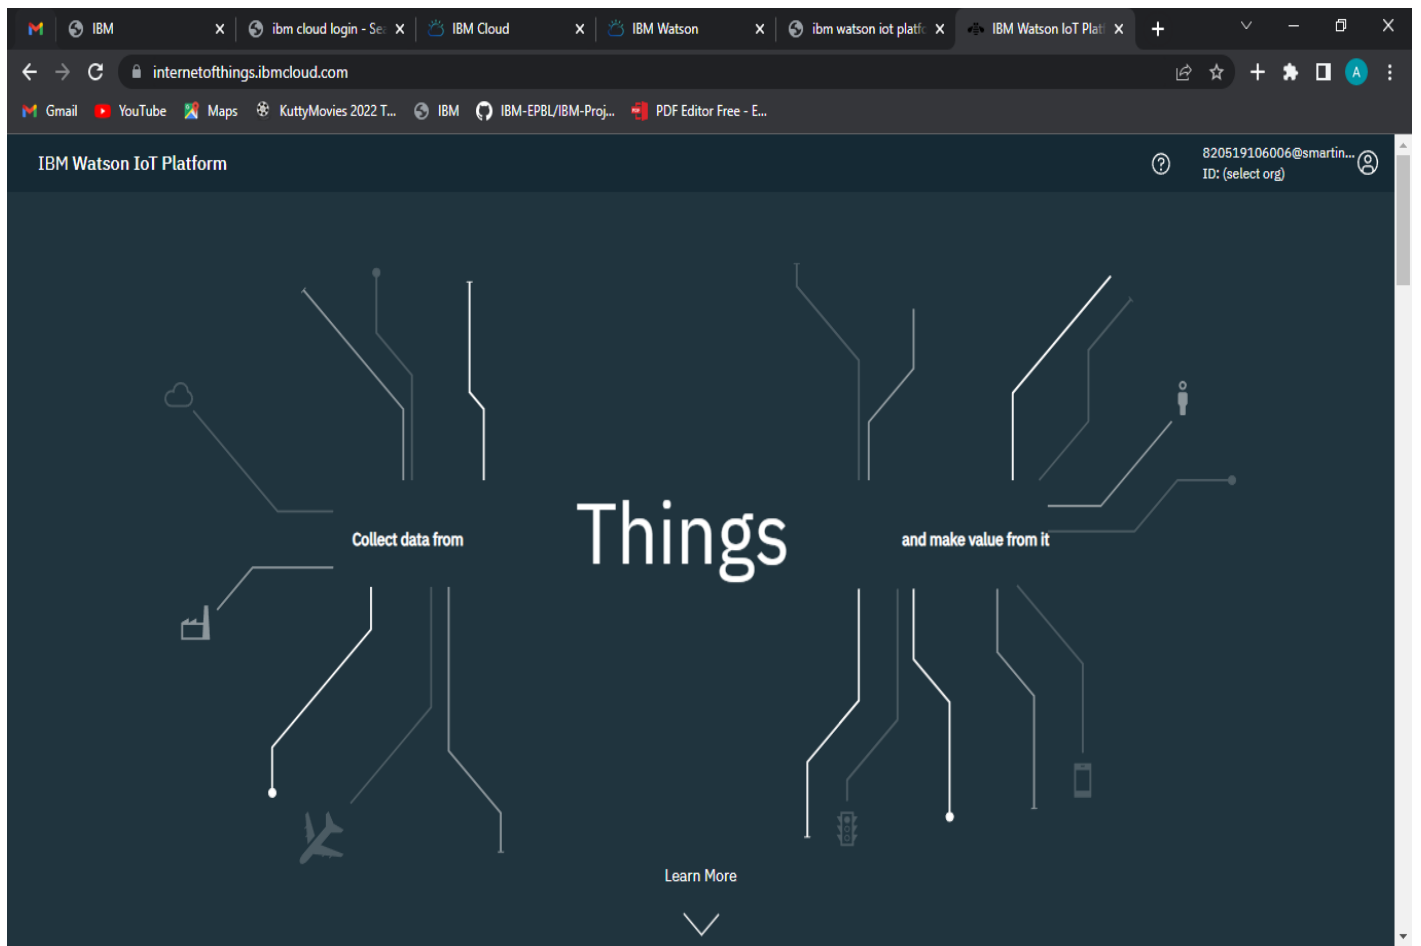 IBM
ibm cloud login - Sea
IBM Cloud
IBM Watson
ibm watson iot platfo
IBM Watson IoT Platf
internetofthings.ibmcloud.com
A
Gmail
YouTube
Maps
KuttyMovies 2022 T...
IBM
IBM-EPBL/IBM-Proj...
PDF Editor Free - E...
IBM Watson IoT Platform
820519106006@smartin...
ID: (select org)
Collect data from
Things
and make value from it
Learn More